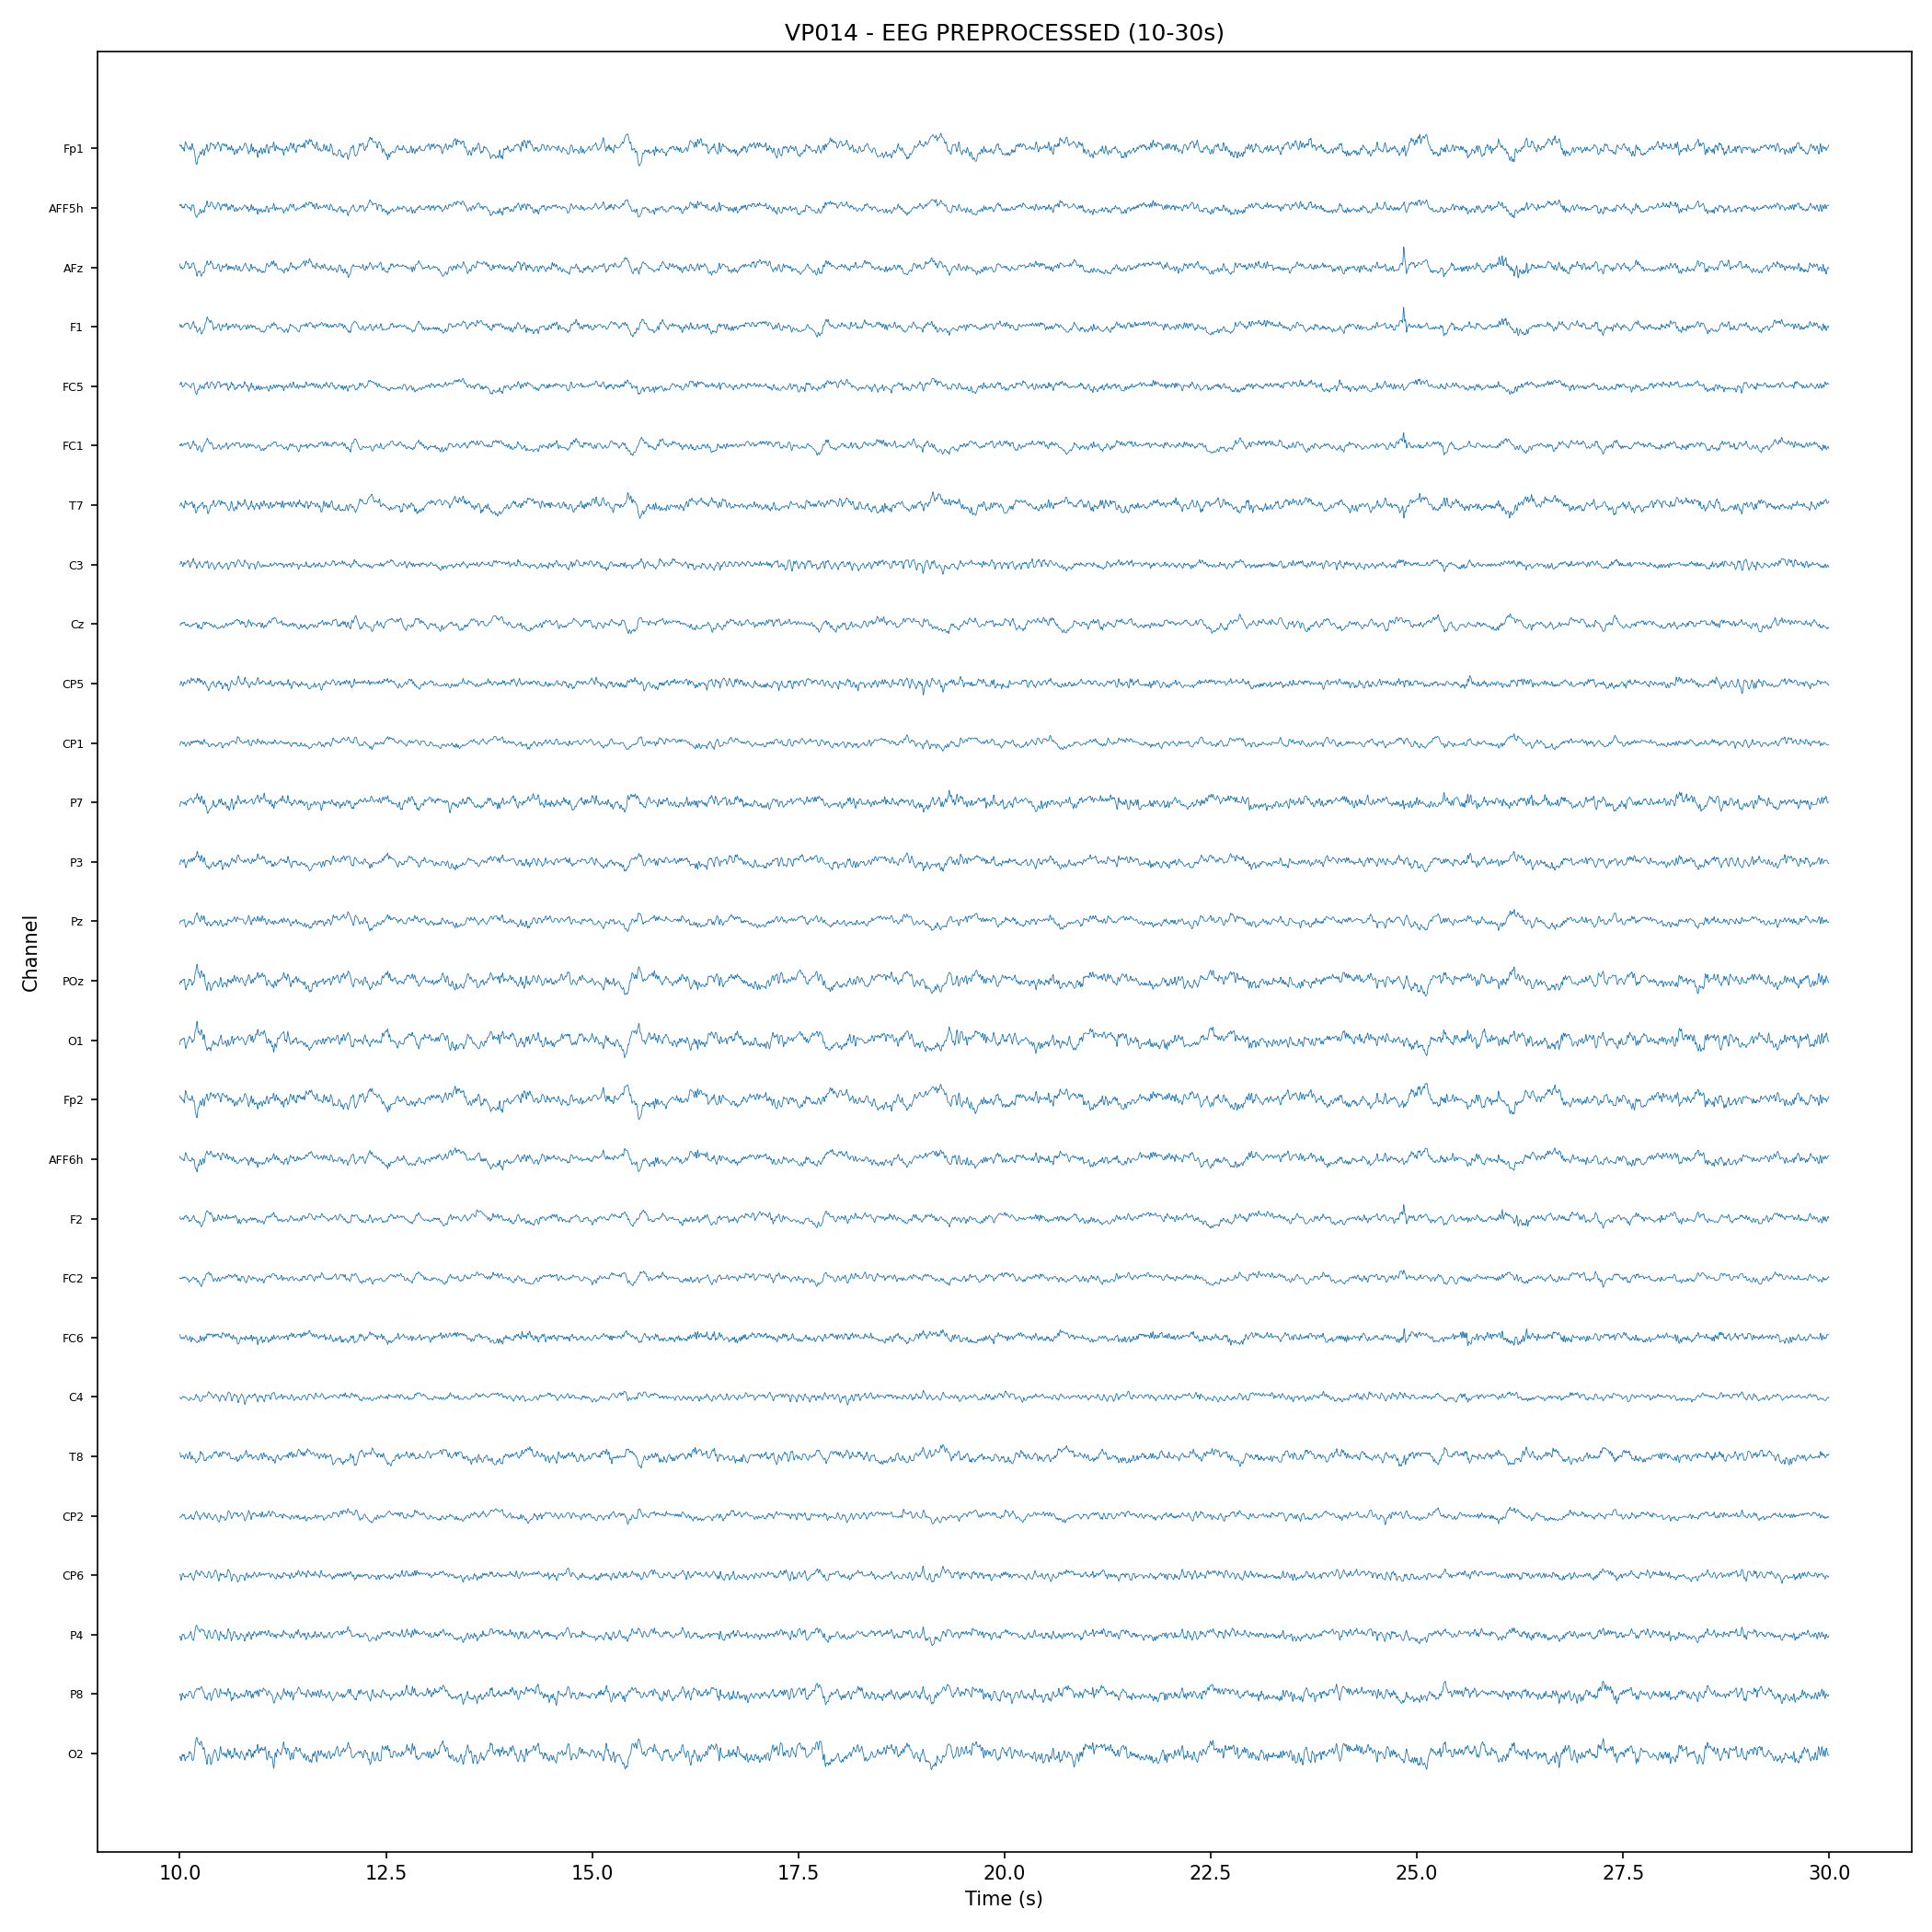 VP014 - EEG PREPROCESSED (10-30s)
Channel
Fp1
AFF5h
AFz
F1
FC5
FC1
T7
C3
Cz
CP5
CP1
P7
P3
Pz
POz
O1
Fp2
AFF6h
F2
FC2
FC6
C4
T8
CP2
CP6
P4
P8
O2
10.0 12.5 15.0 17.5 20.0 22.5 25.0 27.5 30.0
Time (s)